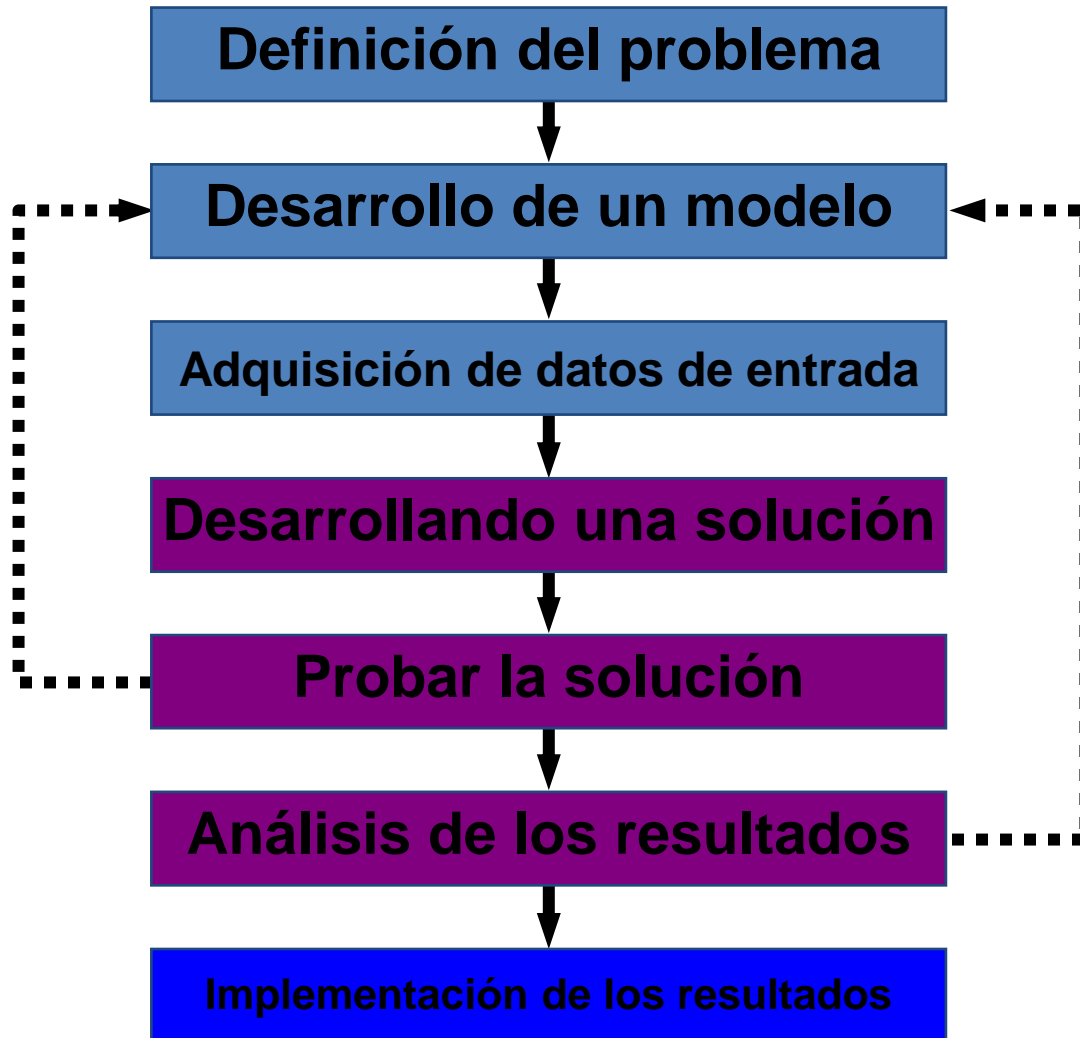 Definición del problema
Desarrollo de un modelo
Adquisición de datos de entrada
Desarrollando una solución
Probar la solución
Análisis de los resultados
Implementación de los resultados